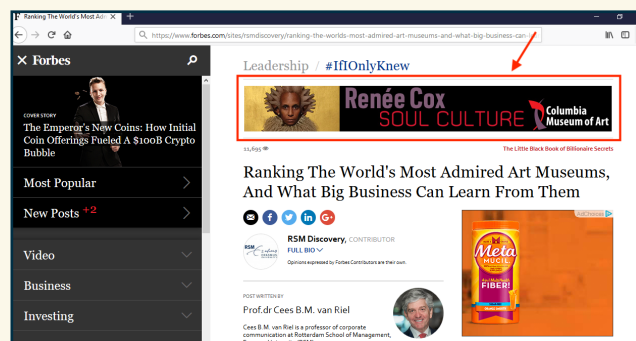 F Ranking The World's Most Adm
https://www.forbes.com/sites/rsmdiscovery/ranking-the-worlds-most-admired-art-museums-and-what-big-business-can-
Forbes
COVER STORY
The Emperor's New Coins: How Initial
Coin Offerings Fueled A $100B Crypto
Bubble
Most Popular
New Posts +2
Video
Business
Investing
Leadership / #IfIOnlyKnew
Renée Cox
SOUL CULTURE
Columbia
Museum of Art
11,695
The Little Black Book of Billionaire Secrets
Ranking The World's Most Admired Art Museums,
And What Big Business Can Learn From Them
f
in
G+
RSM
RSM Discovery, CONTRIBUTOR
FULL BIO
Opinions expressed by Forbes Contributors are their own.
AdChoices
Meta
MUCIL
FIBER!
POST WRITTEN BY
Prof.dr Cees B.M. van Riel
Cees B.M. van Riel is a professor of corporate
communication at Rotterdam School of Management,